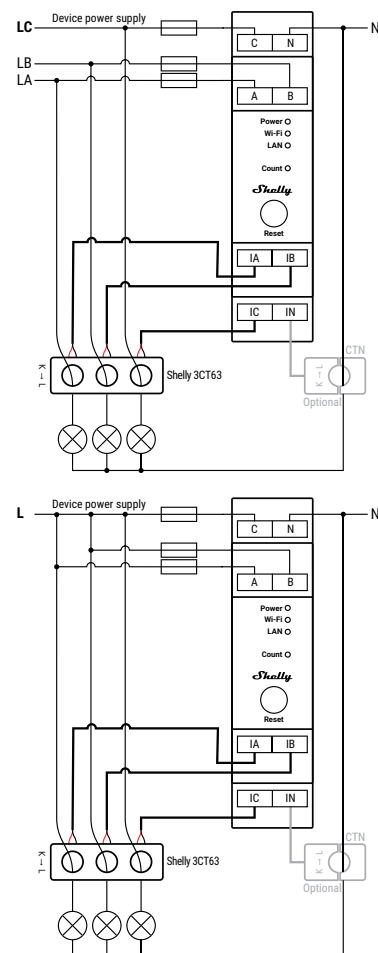 Device power supply
LC
N
C N
LB
LA
A B
Power
Wi-Fi
LAN
Count
Shelly
Reset
IA IB
IC IN
CTN
K → L
Shelly 3CT63
K → L
Optional
Device power supply
L
N
C N
A B
Power
Wi-Fi
LAN
Count
Shelly
Reset
IA IB
IC IN
CTN
K → L
Shelly 3CT63
K → L
Optional